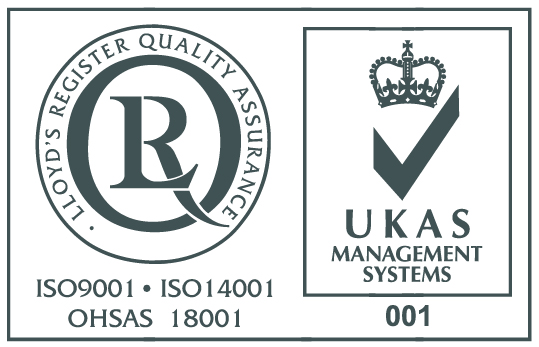 LLOYD'S REGISTER QUALITY ASSURANCE
LRQ
ISO9001 • ISO14001
OHSAS 18001
UKAS
MANAGEMENT
SYSTEMS
001